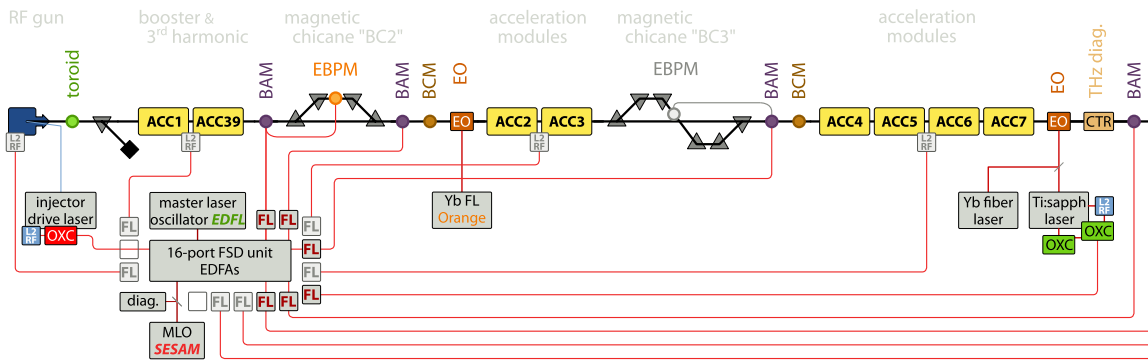 RF gun
booster &
3rd harmonic
magnetic
chicane "BC2"
acceleration
modules
magnetic
chicane "BC3"
acceleration
modules
toroid
BAM
EBPM
BAM
BCM
EO
EBPM
BAM
BCM
EO
THz diag.
BAM
ACC1
ACC39
EO
ACC2
ACC3
ACC4
ACC5
ACC6
ACC7
EO
CTR
L2
RF
L2
RF
L2
RF
L2
RF
injector
drive laser
L2
RF
OXC
master laser
oscillator EDFL
FL
FL
FL
FL
Yb FL
Orange
Yb fiber
laser
Ti:sapph
laser
L2
RF
OXC
OXC
16-port FSD unit
EDFAs
FL
FL
FL
FL
diag.
FL
FL
FL
FL
MLO
SESAM